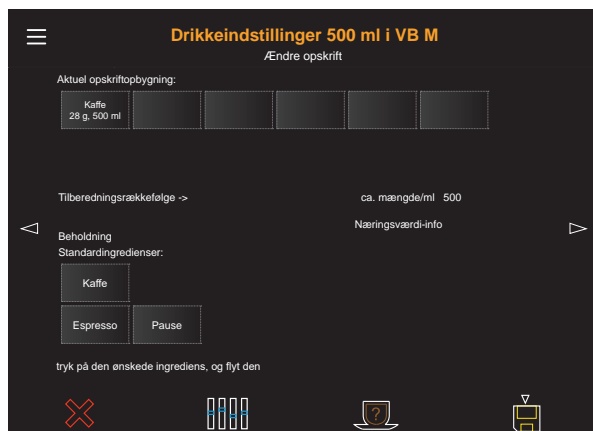 Drikkeindstillinger 500 ml i VB M
Ændre opskrift
Aktuel opskriftopbygning:
Kaffe
28 g, 500 ml
Tilberedningsrækkefølge -> ca. mængde/ml 500
Næringsværdi-info
Beholdning
Standardingredienser:
Kaffe
Espresso Pause
tryk på den ønskede ingrediens, og flyt den
?